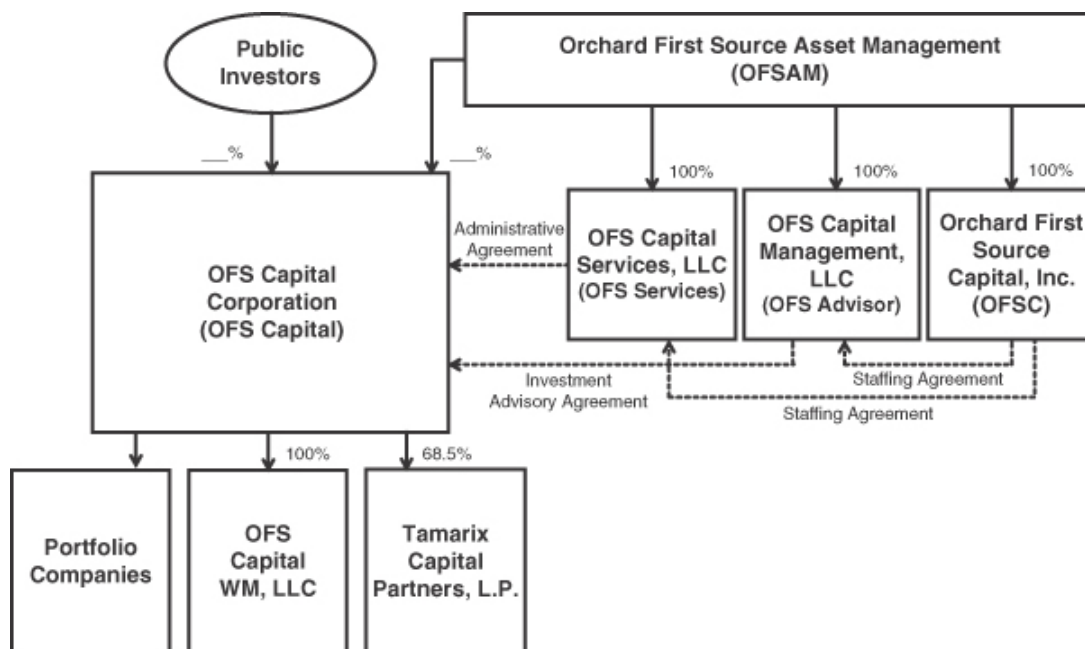 Public
Investors
Orchard First Source Asset Management
(OFSAM)
___%
___%
100%
100%
100%
OFS Capital
Corporation
(OFS Capital)
Administrative
Agreement
OFS Capital
Services, LLC
(OFS Services)
OFS Capital
Management,
LLC
(OFS Advisor)
Orchard First
Source
Capital, Inc.
(OFSC)
Investment
Advisory Agreement
Staffing Agreement
Staffing Agreement
100%
68.5%
Portfolio
Companies
OFS
Capital
WM, LLC
Tamarix
Capital
Partners, L.P.